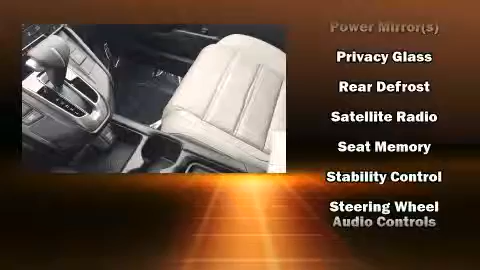 Power Mirror(s)
Privacy Glass
Rear Defrost
Satellite Radio
Seat Memory
Stability Control
Steering Wheel
Audio Controls